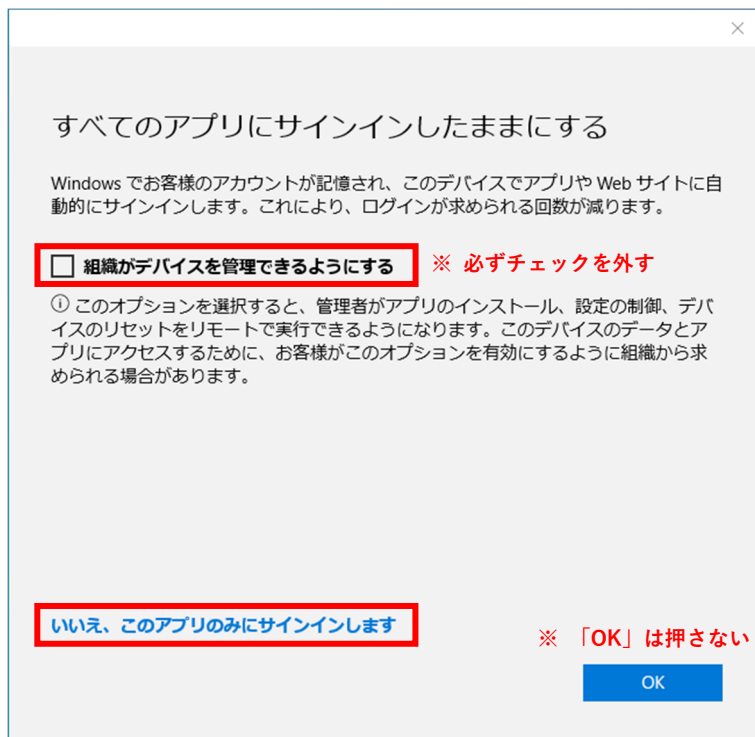 すべてのアプリにサインインしたままにする
Windows でお客様のアカウントが記憶され、このデバイスでアプリや Web サイトに自
動的にサインインします。これにより、ログインが求められる回数が減ります。
組織がデバイスを管理できるようにする ※ 必ずチェックを外す
このオプションを選択すると、管理者がアプリのインストール、設定の制御、デバ
イスのリセットをリモートで実行できるようになります。このデバイスのデータとア
プリにアクセスするために、お客様がこのオプションを有効にするように組織から求
められる場合があります。
いいえ、このアプリのみにサインインします
※ 「OK」は押さない
OK